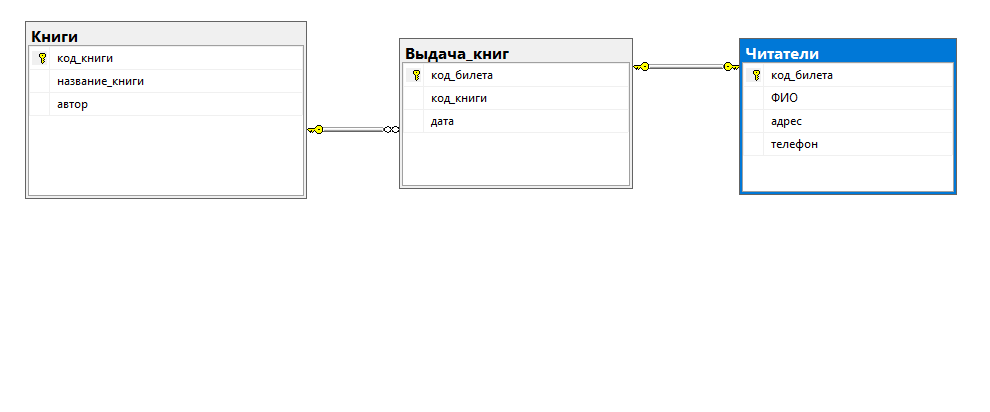 Книги
код_книги
название_книги
автор
Выдача_книг
код_билета
код_книги
дата
Читатели
код_билета
ФИО
адрес
телефон